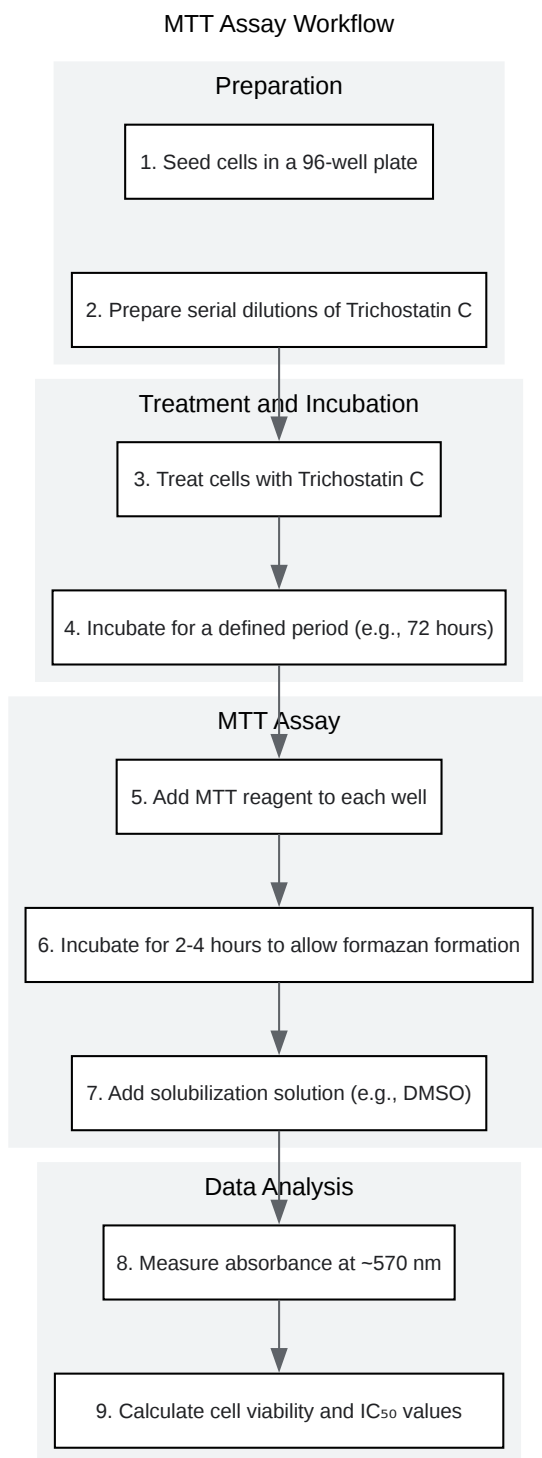 MTT Assay Workflow
Preparation
1. Seed cells in a 96-well plate
2. Prepare serial dilutions of Trichostatin C
Treatment and Incubation
3. Treat cells with Trichostatin C
4. Incubate for a defined period (e.g., 72 hours)
MTT Assay
5. Add MTT reagent to each well
6. Incubate for 2-4 hours to allow formazan formation
7. Add solubilization solution (e.g., DMSO)
Data Analysis
8. Measure absorbance at ~570 nm
9. Calculate cell viability and IC₅₀ values